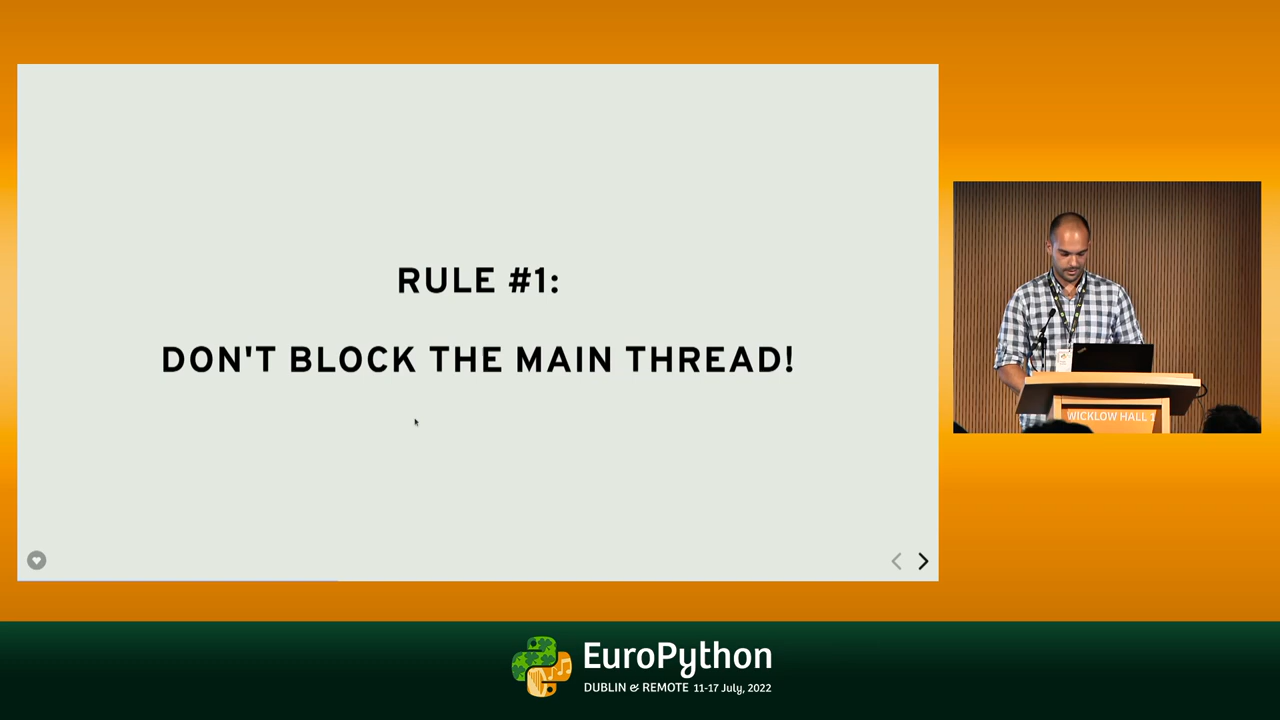 RULE #1:
DON'T BLOCK THE MAIN THREAD!
WICKLOW HALL 1
EuroPython
DUBLIN & REMOTE 11-17 July, 2022